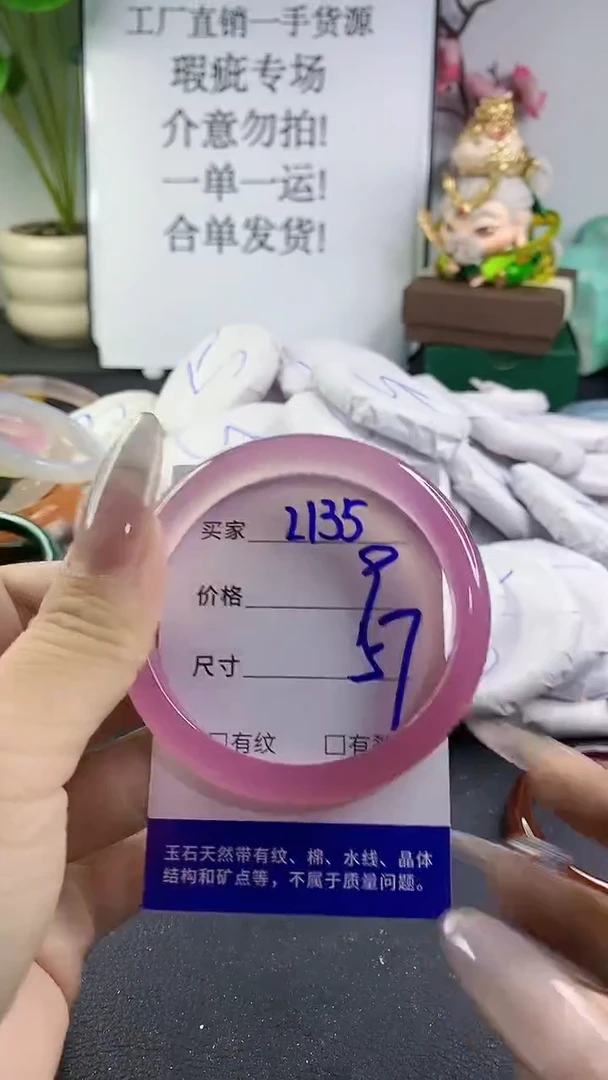 工厂直销一手货源
瑕疵专场
介意勿拍!
一单一运!
合单发货!
买家 2135
价格 9
尺寸 57
□有纹 □有
玉石天然带有纹、棉、水线、晶体
结构和矿点等，不属于质量问题。